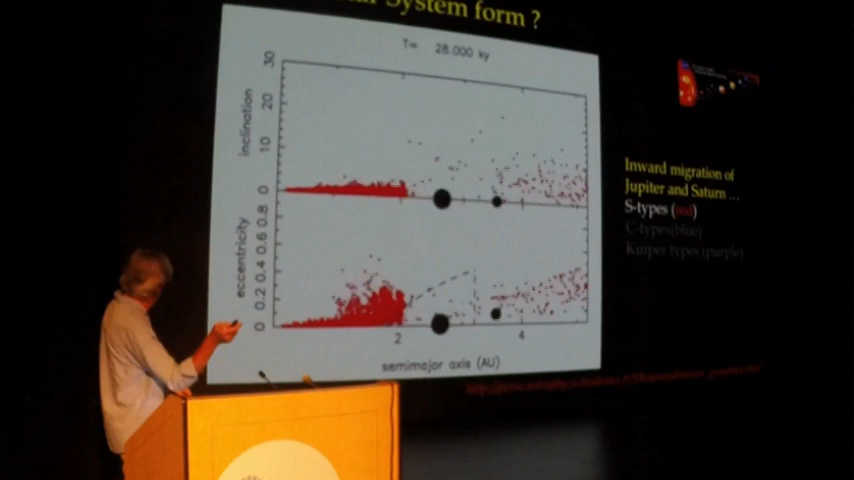 System form ?
T= 28.000 ky
inclination
0 10 20 30
eccentricity
0 0.2 0.4 0.6 0.8
2 4
semimajor axis (AU)
Inward migration of
Jupiter and Saturn ...
S-types (red)
C-types(blue)
Kuiper types (purple)